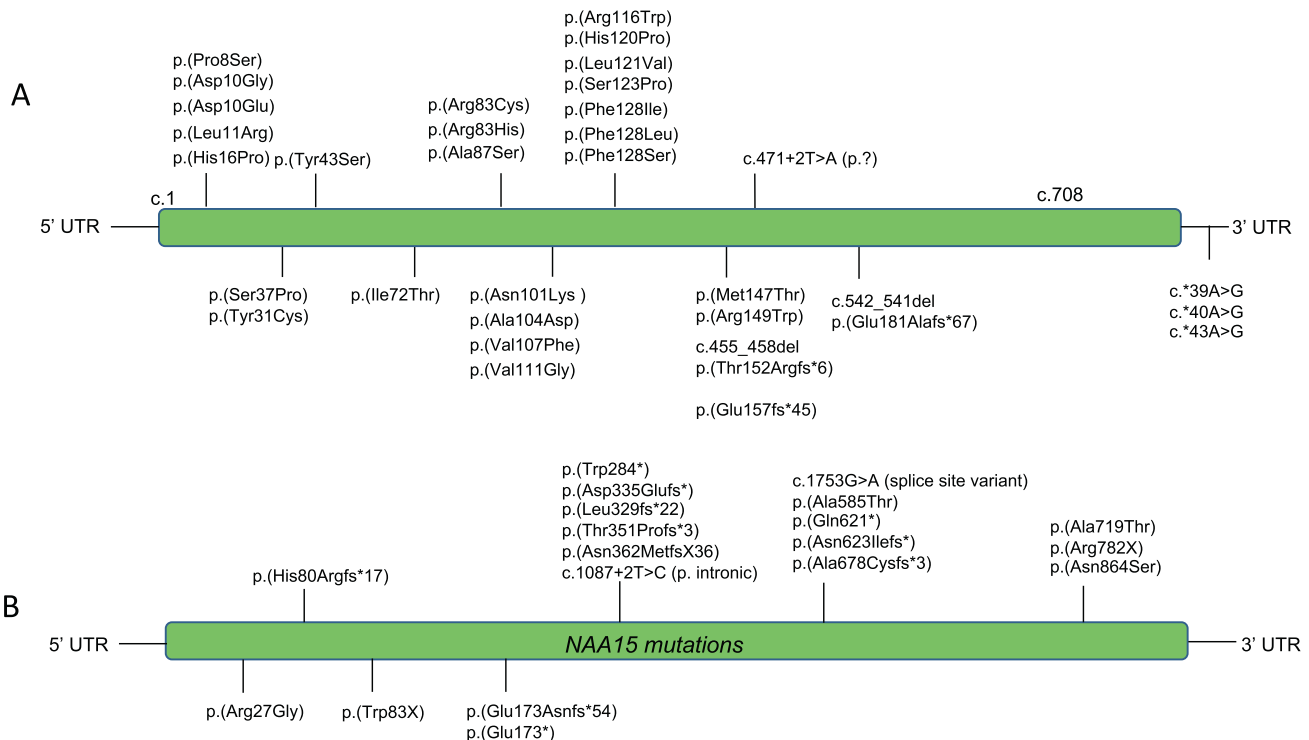 A
p.(Pro8Ser)
p.(Asp10Gly)
p.(Asp10Glu)
p.(Leu11Arg)
p.(His16Pro)
p.(Tyr43Ser)
p.(Arg83Cys)
p.(Arg83His)
p.(Ala87Ser)
p.(Arg116Trp)
p.(His120Pro)
p.(Leu121Val)
p.(Ser123Pro)
p.(Phe128Ile)
p.(Phe128Leu)
p.(Phe128Ser)
c.471+2T>A (p.?)
c.1
c.708
5’ UTR
3’ UTR
p.(Ser37Pro)
p.(Tyr31Cys)
p.(Ile72Thr)
p.(Asn101Lys )
p.(Ala104Asp)
p.(Val107Phe)
p.(Val111Gly)
p.(Met147Thr)
p.(Arg149Trp)
c.455_458del
p.(Thr152Argfs*6)
p.(Glu157fs*45)
c.542_541del
p.(Glu181Alafs*67)
c.*39A>G
c.*40A>G
c.*43A>G
B
p.(His80Argfs*17)
p.(Trp284*)
p.(Asp335Glufs*)
p.(Leu329fs*22)
p.(Thr351Profs*3)
p.(Asn362MetfsX36)
c.1087+2T>C (p. intronic)
c.1753G>A (splice site variant)
p.(Ala585Thr)
p.(Gln621*)
p.(Asn623Ilefs*)
p.(Ala678Cysfs*3)
p.(Ala719Thr)
p.(Arg782X)
p.(Asn864Ser)
5’ UTR
NAA15 mutations
3’ UTR
p.(Arg27Gly)
p.(Trp83X)
p.(Glu173Asnfs*54)
p.(Glu173*)